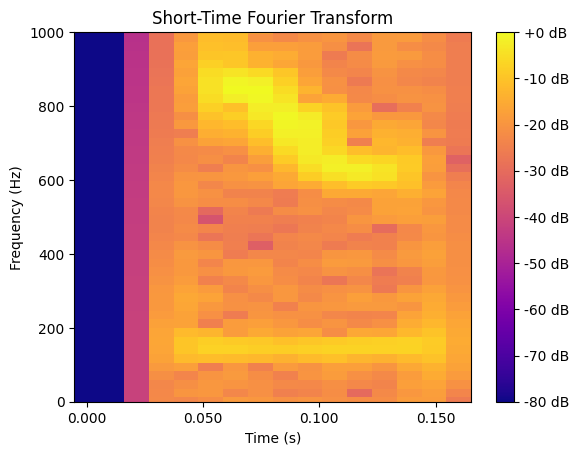 Short-Time Fourier Transform
1000
800
600
400
200
0
Frequency (Hz)
0.000
0.050
0.100
0.150
Time (s)
+0 dB
-10 dB
-20 dB
-30 dB
-40 dB
-50 dB
-60 dB
-70 dB
-80 dB